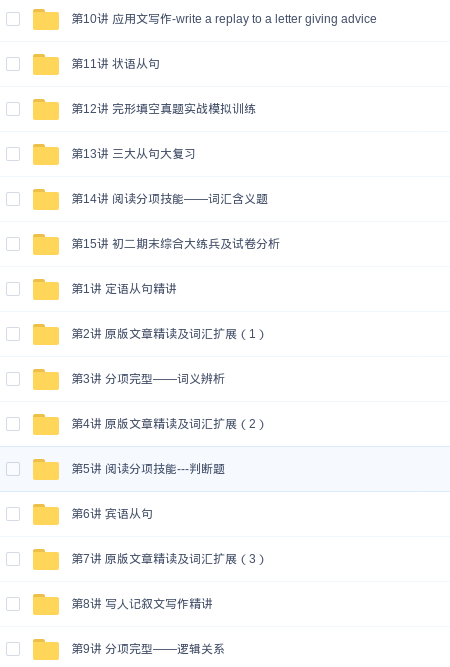 第10讲 应用文写作-write a replay to a letter giving advice
第11讲 状语从句
第12讲 完形填空真题实战模拟训练
第13讲 三大从句大复习
第14讲 阅读分项技能——词汇含义题
第15讲 初二期末综合大练兵及试卷分析
第1讲 定语从句精讲
第2讲 原版文章精读及词汇扩展（1）
第3讲 分项完型——词义辨析
第4讲 原版文章精读及词汇扩展（2）
第5讲 阅读分项技能---判断题
第6讲 宾语从句
第7讲 原版文章精读及词汇扩展（3）
第8讲 写人记叙文写作精讲
第9讲 分项完型——逻辑关系